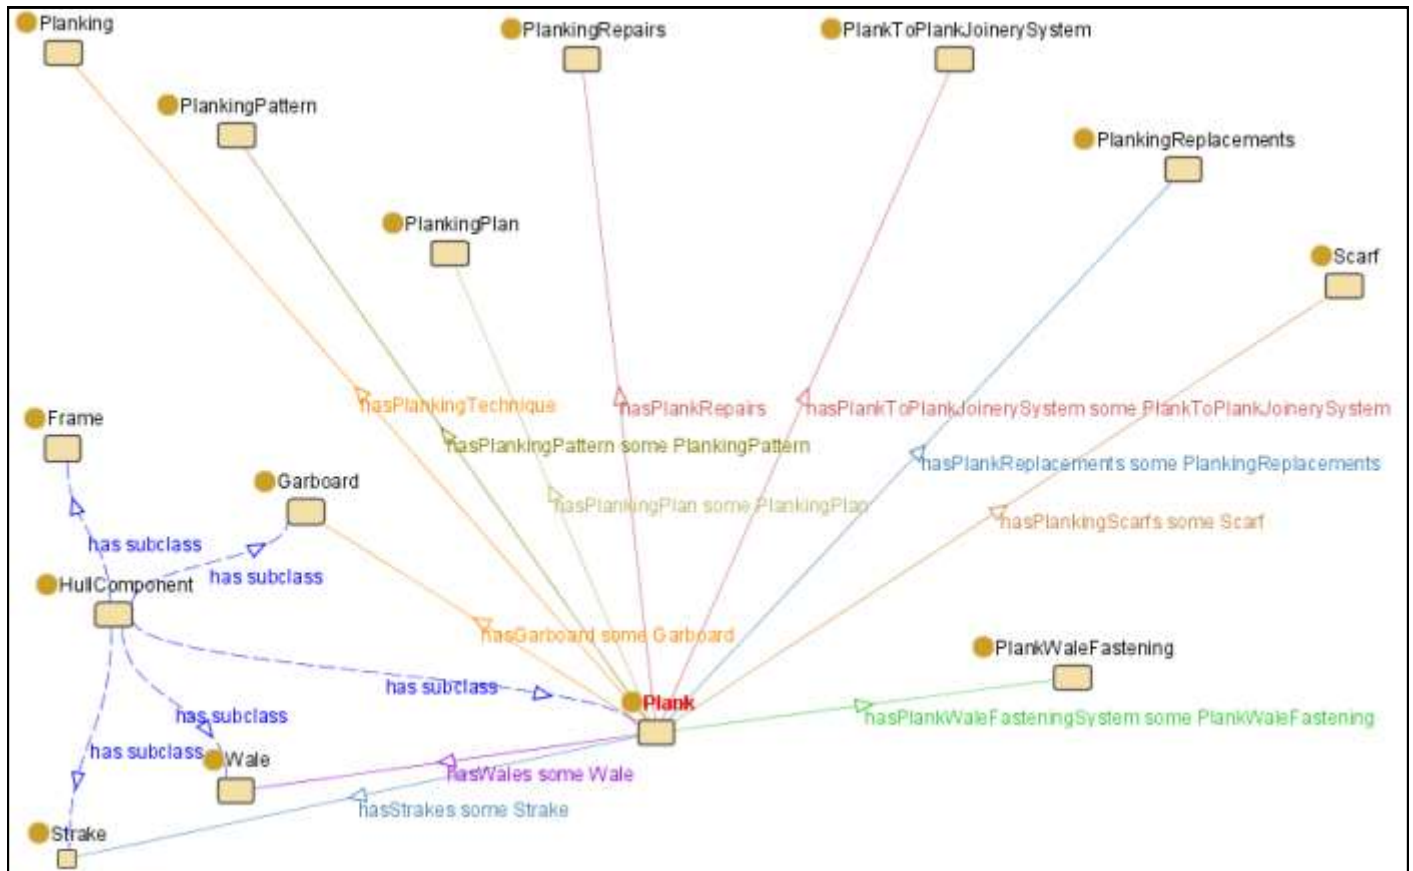 Planking
PlankingRepairs
PlankToPlankJoinerySystem
PlankingPattern
PlankingReplacements
PlankingPlan
Scarf
hasPlankingTechnique
hasPlankRepairs
hasPlankToPlankJoinerySystem some PlankToPlankJoinerySystem
Frame
hasPlankingPattern some PlankingPattern
hasPlankReplacements some PlankingReplacements
Garboard
hasPlankingPlan some PlankingPlan
hasPlankingScarfs some Scarf
has subclass
has subclass
HullComponent
hasGarboard some Garboard
PlankWaleFastening
has subclass
Plank
has subclass
hasPlankWaleFasteningSystem some PlankWaleFastening
has subclass
Wale
hasWales some Wale
hasStrakes some Strake
Strake